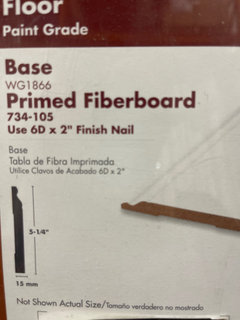 Floor
Paint Grade
Base
WG1866
Primed Fiberboard
734-105
Use 6D x 2" Finish Nail
Base
Tabla de Fibra Imprimada
Utilice Clavos de Acabado 6D x 2"
5-1/4"
15 mm
Not Shown Actual Size/Tamaño verdadero no mostrado